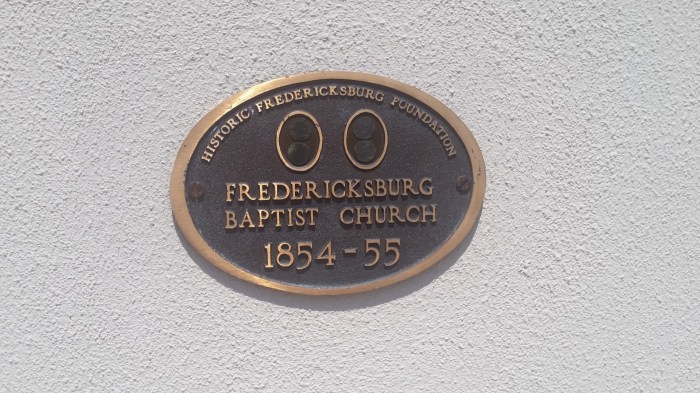 HISTORIC FREDERICKSBURG FOUNDATION
FREDERICKSBURG
BAPTIST CHURCH
1854-55